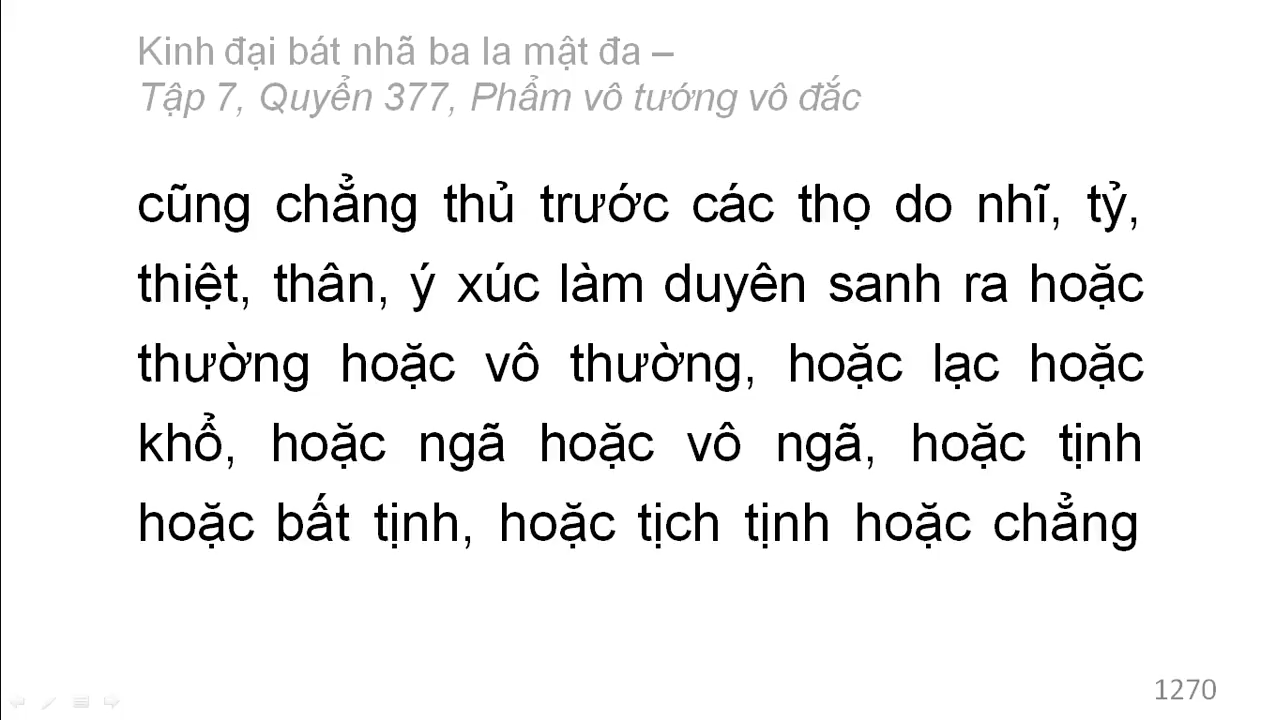 Kinh đại bát nhã ba la mật đa –
Tập 7, Quyển 377, Phẩm vô tướng vô đắc
cũng chẳng thủ trước các thọ do nhĩ, tỷ,
thiệt, thân, ý xúc làm duyên sanh ra hoặc
thường hoặc vô thường, hoặc lạc hoặc
khổ, hoặc ngã hoặc vô ngã, hoặc tịnh
hoặc bất tịnh, hoặc tịch tịnh hoặc chẳng
1270